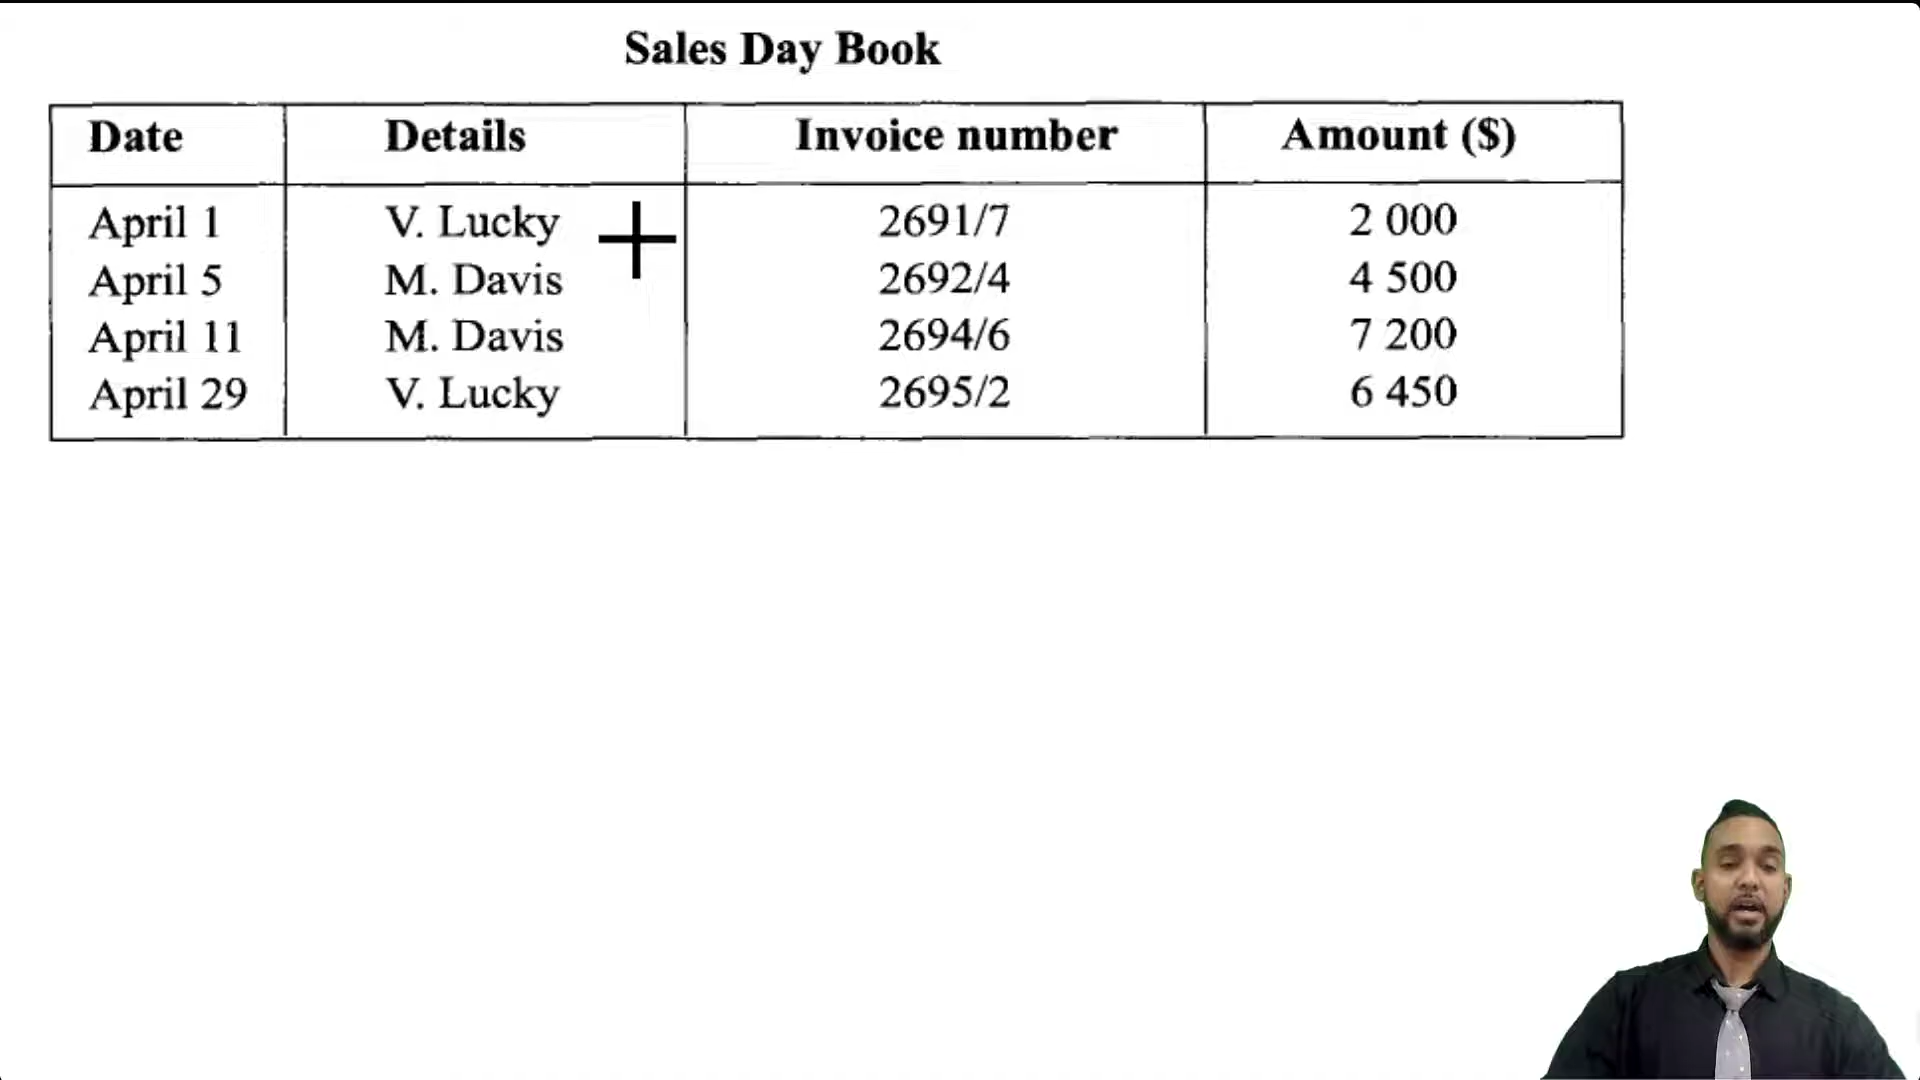 Sales Day Book
Date Details Invoice number Amount ($)
April 1 V. Lucky 2691/7 2 000
April 5 M. Davis 2692/4 4 500
April 11 M. Davis 2694/6 7 200
April 29 V. Lucky 2695/2 6 450